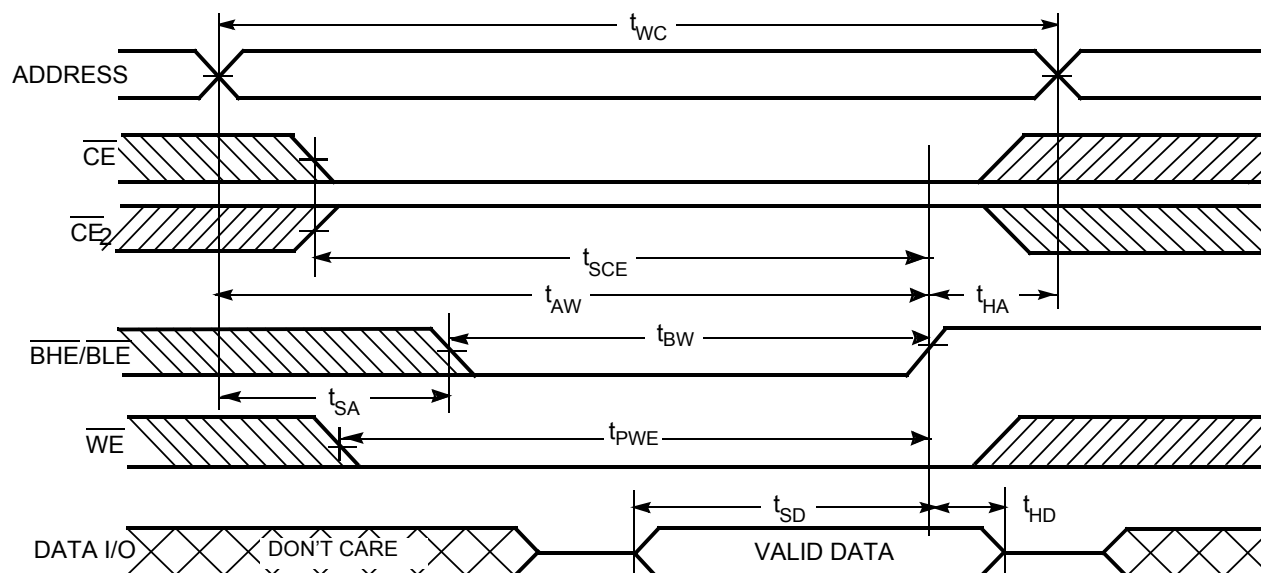 tWC
ADDRESS
CE
CE2
tSCE
tAW
tHA
BHE/BLE
tBW
tSA
WE
tPWE
tSD
tHD
DATA I/O
DON'T CARE
VALID DATA